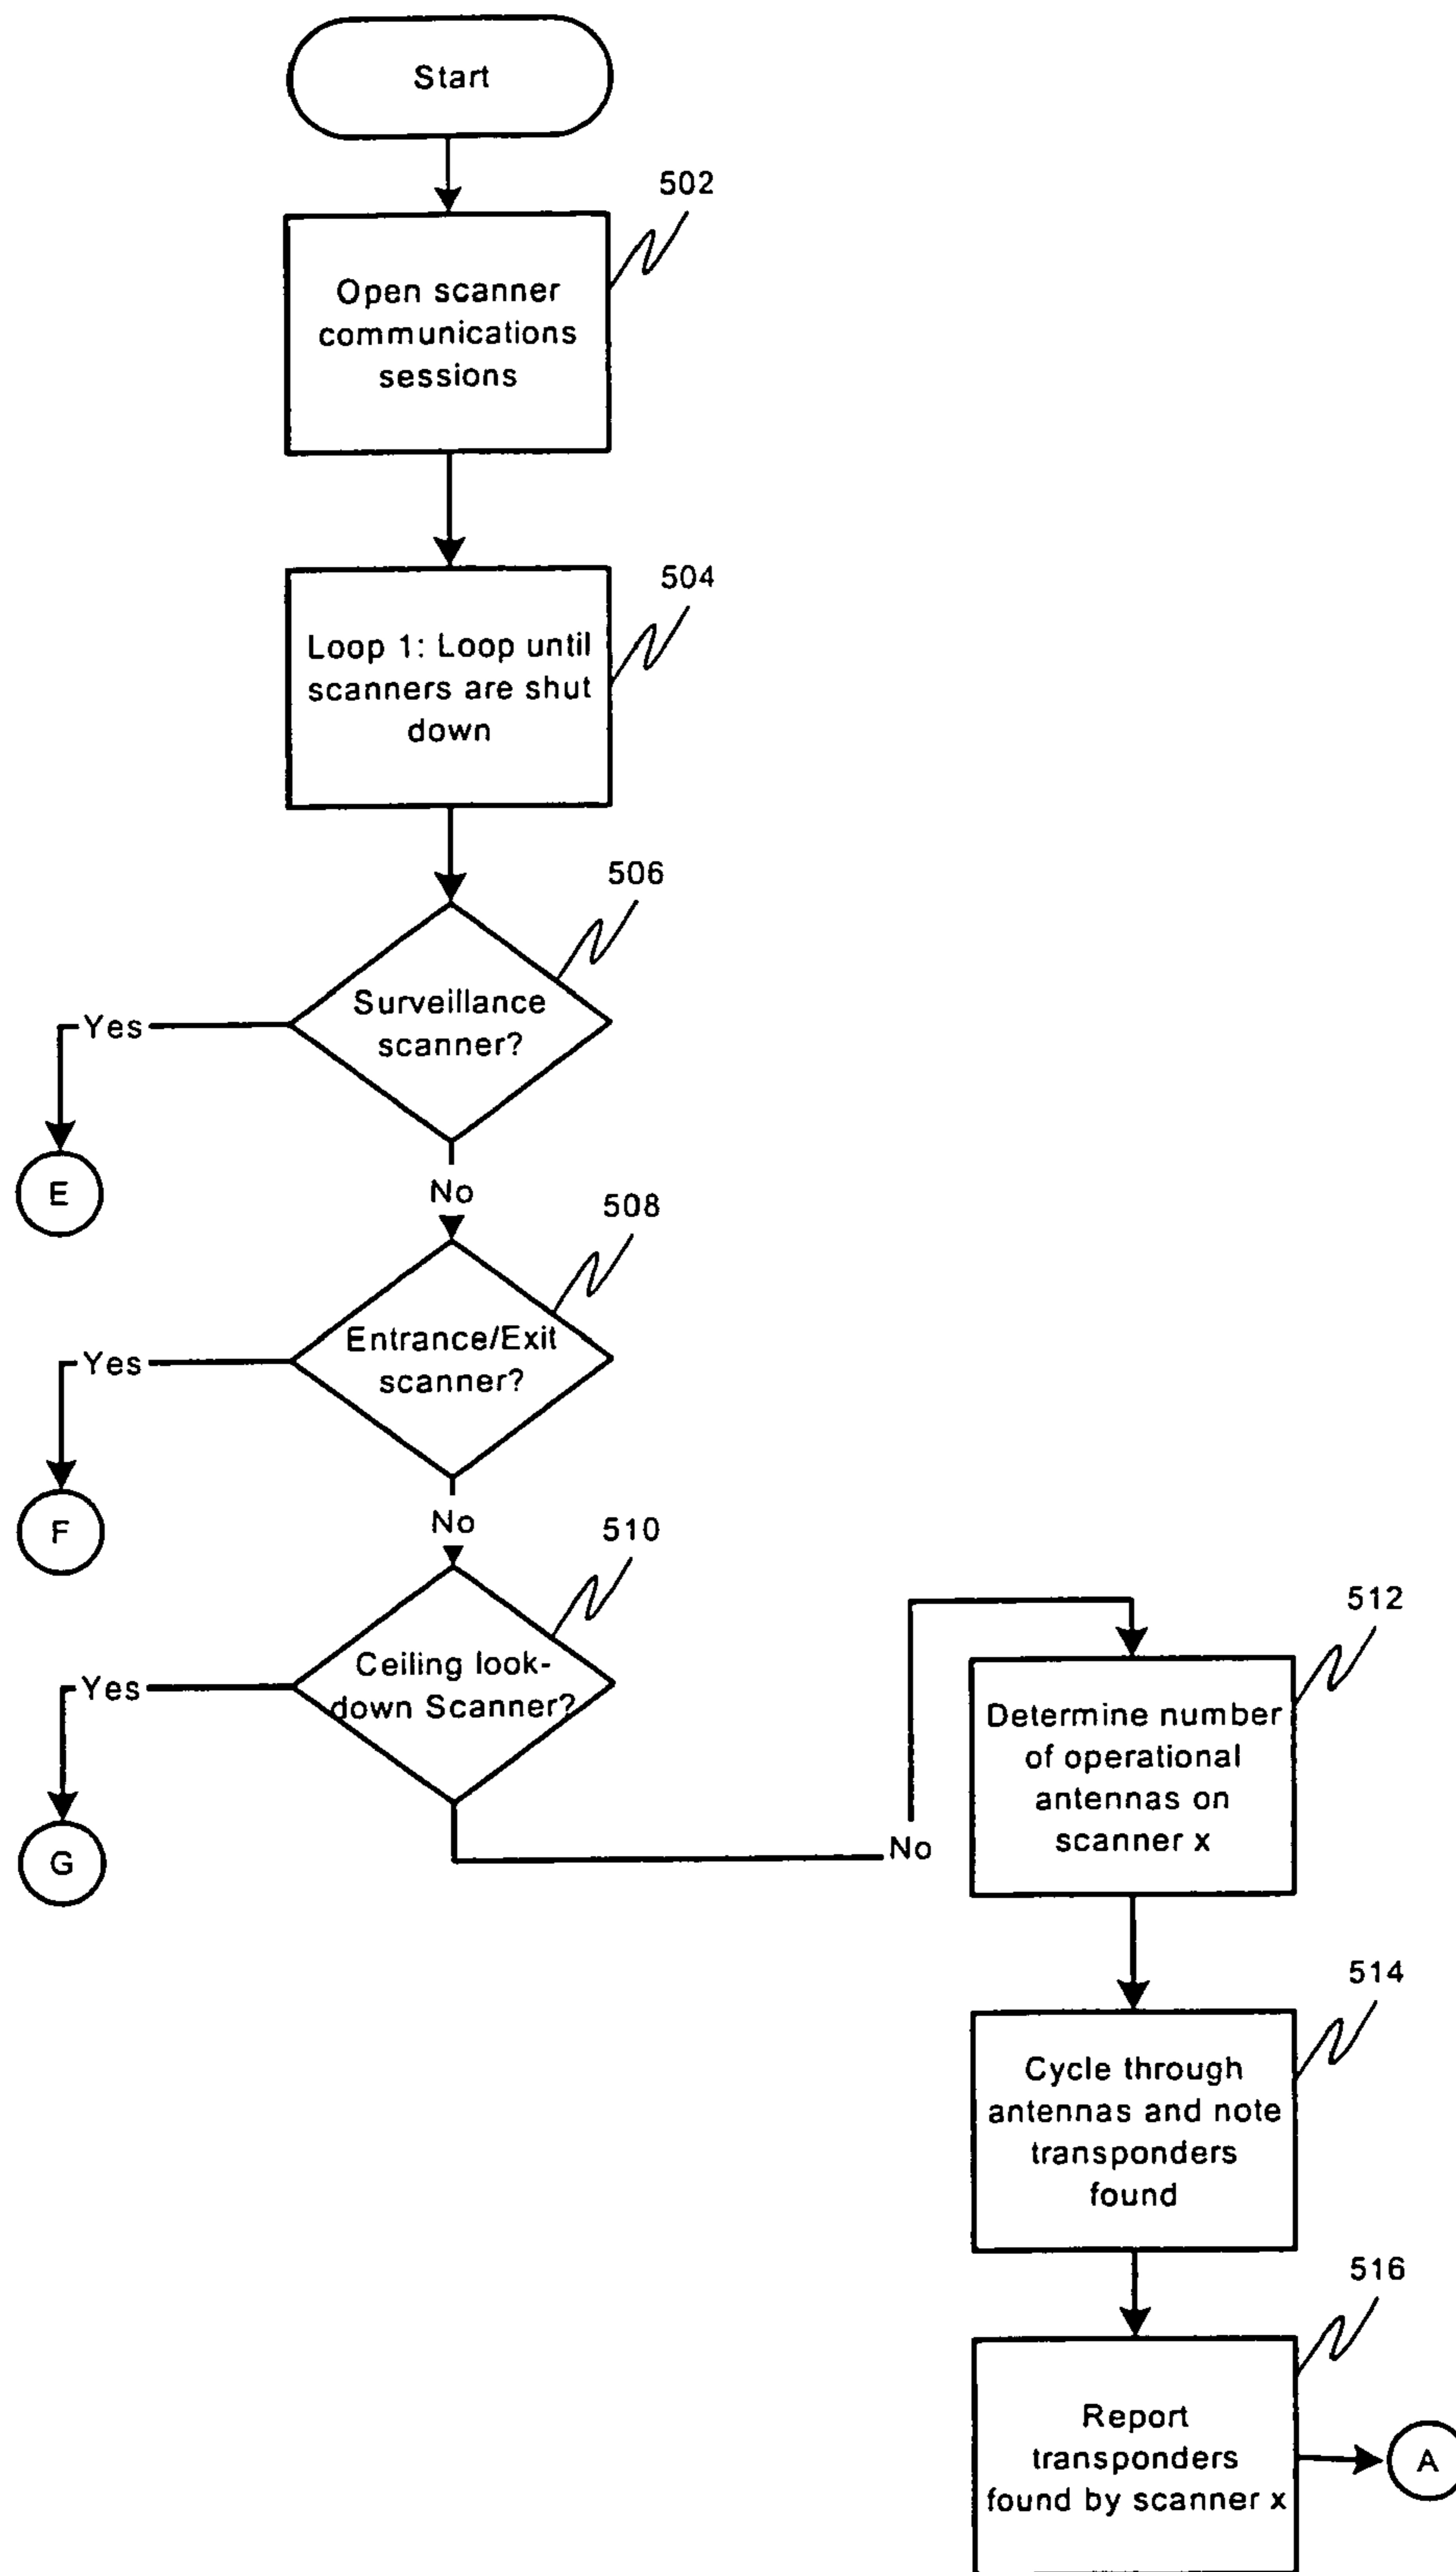 Start
502
Open scanner
communications
sessions
504
Loop 1: Loop until
scanners are shut
down
506
Surveillance
scanner?
Yes
E
No
508
Entrance/Exit
scanner?
Yes
F
No
510
Ceiling look-
down Scanner?
Yes
G
No
512
Determine number
of operational
antennas on
scanner x
514
Cycle through
antennas and note
transponders
found
516
Report
transponders
found by scanner x
A